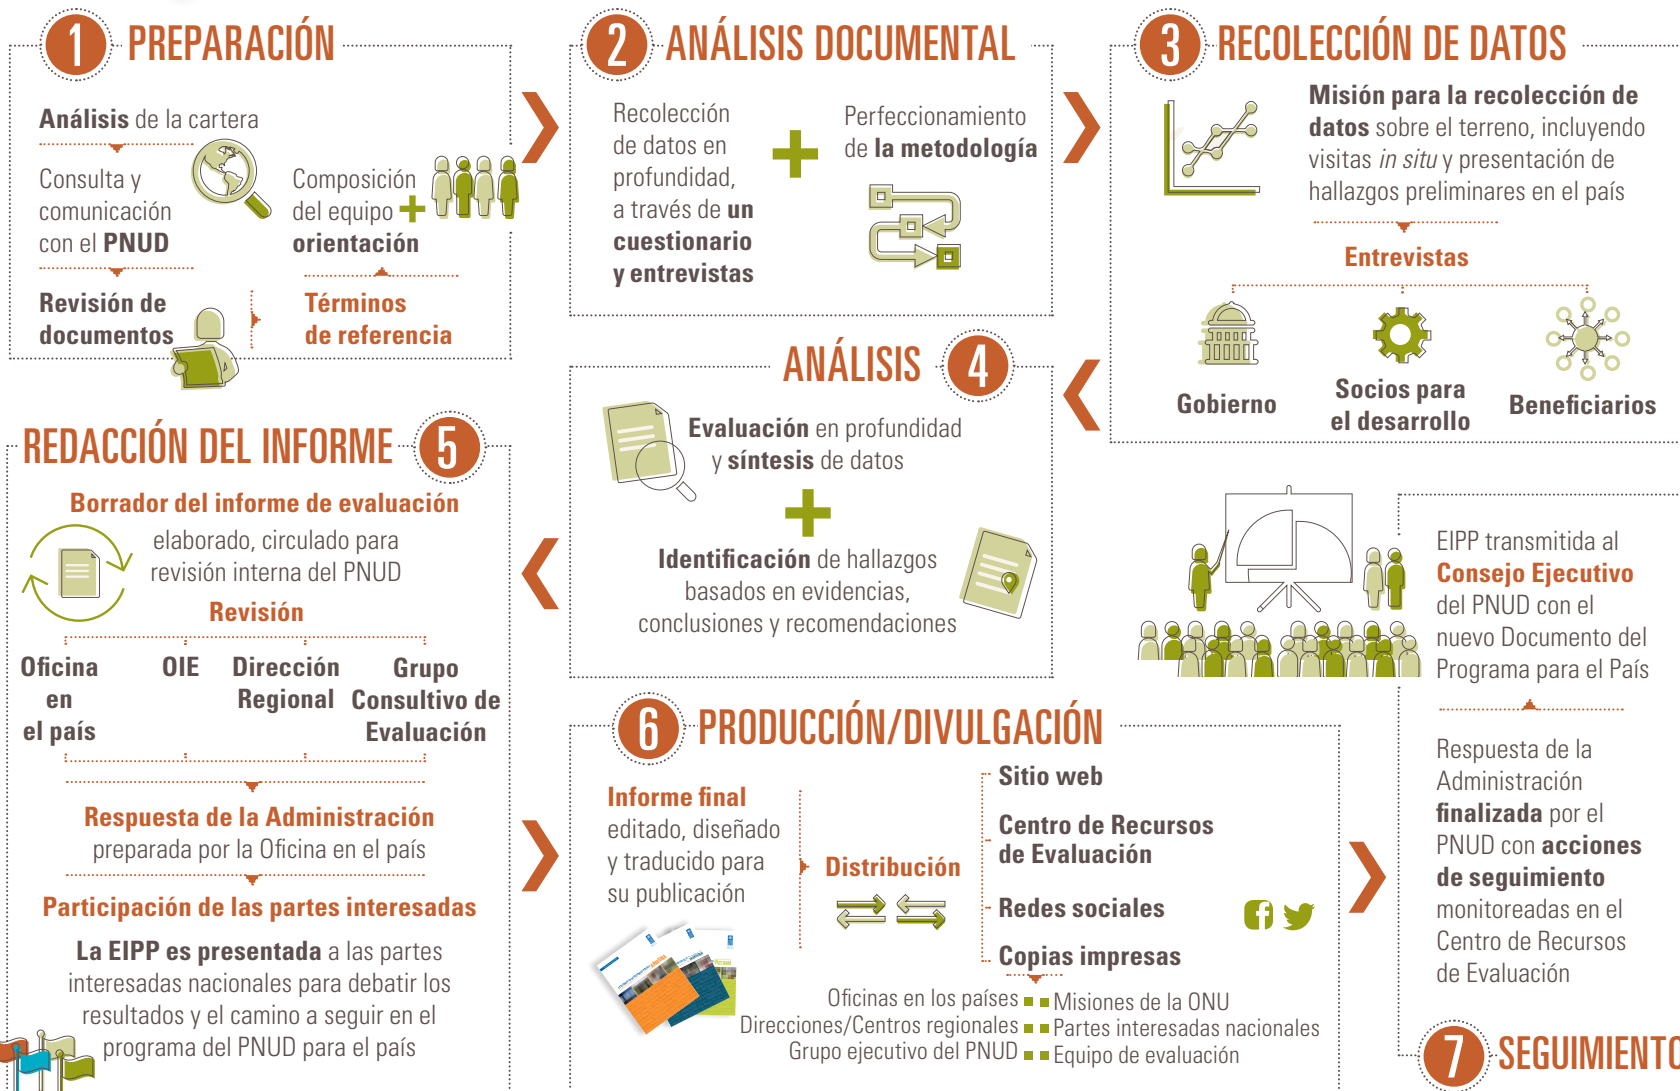 1 PREPARACIÓN
Análisis de la cartera
Consulta y
comunicación
con el PNUD
Revisión de
documentos
Términos
de referencia
Composición
del equipo +
orientación
2 ANÁLISIS DOCUMENTAL
Recolección
de datos en
profundidad,
a través de un
cuestionario
y entrevistas
+
Perfeccionamiento
de la metodología
3 RECOLECCIÓN DE DATOS
Misión para la recolección de
datos sobre el terreno, incluyendo
visitas in situ y presentación de
hallazgos preliminares en el país
Entrevistas
Gobierno
Socios para
el desarrollo
Beneficiarios
ANÁLISIS 4
Evaluación en profundidad
y síntesis de datos
+
Identificación de hallazgos
basados en evidencias,
conclusiones y recomendaciones
REDACCIÓN DEL INFORME 5
Borrador del informe de evaluación
elaborado, circulado para
revisión interna del PNUD
Revisión
Oficina
en
el país
OIE
Dirección
Regional
Grupo
Consultivo de
Evaluación
Respuesta de la Administración
preparada por la Oficina en el país
Participación de las partes interesadas
La EIPP es presentada a las partes
interesadas nacionales para debatir los
resultados y el camino a seguir en el
programa del PNUD para el país
6 PRODUCCIÓN/DIVULGACIÓN
Informe final
editado, diseñado
y traducido para
su publicación
Distribución
Sitio web
Centro de Recursos
de Evaluación
Redes sociales
Copias impresas
Oficinas en los países
Direcciones/Centros regionales
Grupo ejecutivo del PNUD
Misiones de la ONU
Partes interesadas nacionales
Equipo de evaluación
EIPP transmitida al
Consejo Ejecutivo
del PNUD con el
nuevo Documento del
Programa para el País
Respuesta de la
Administración
finalizada por el
PNUD con acciones
de seguimiento
monitoreadas en el
Centro de Recursos
de Evaluación
7 SEGUIMIENTO